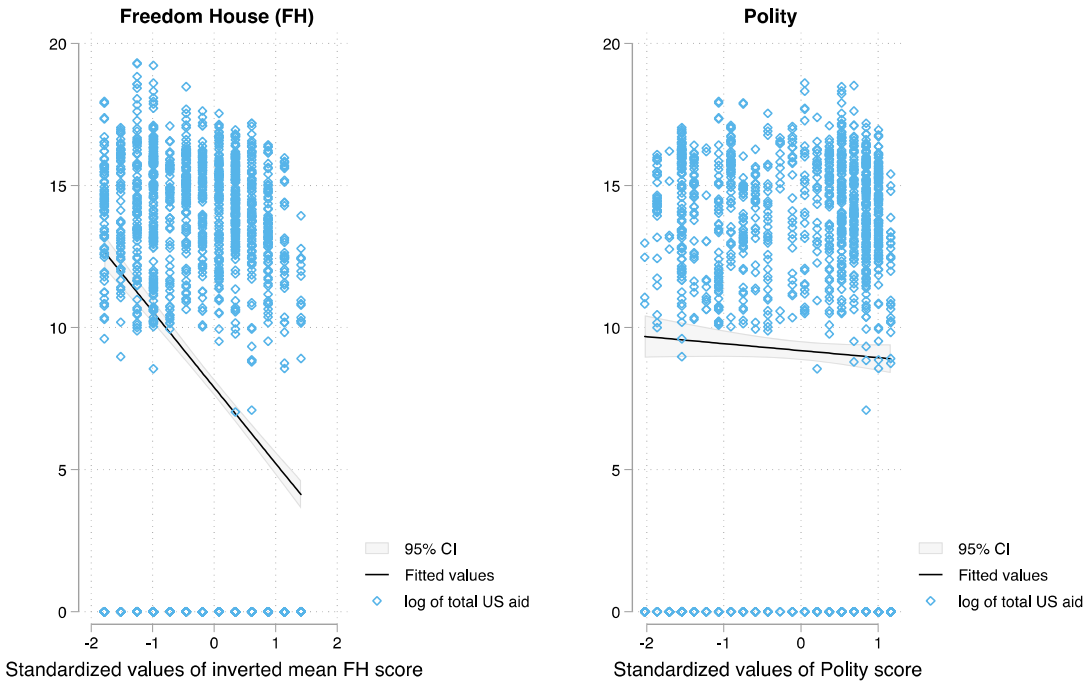 Freedom House (FH)
20
15
10
5
0
-2 -1 0 1 2
Standardized values of inverted mean FH score
95% CI
Fitted values
log of total US aid
Polity
20
15
10
5
0
-2 -1 0 1
Standardized values of Polity score
95% CI
Fitted values
log of total US aid